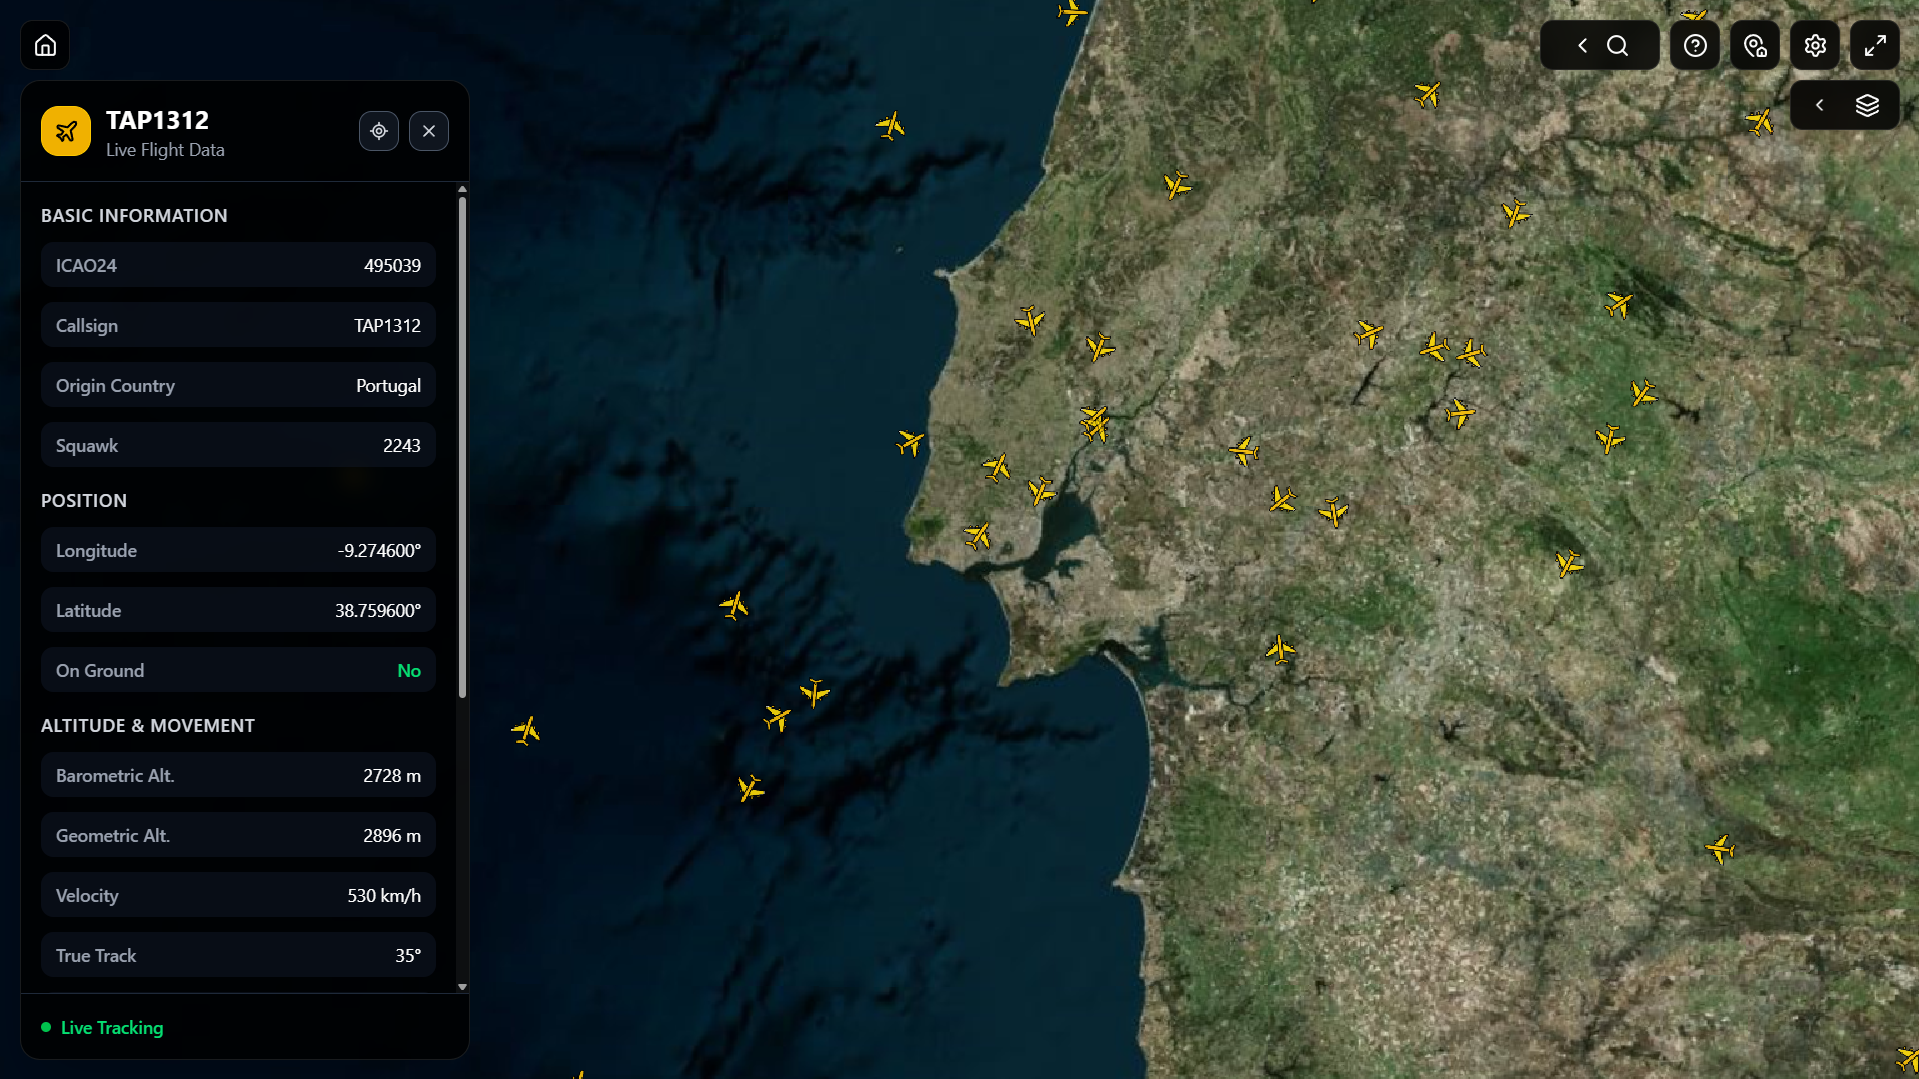 TAP1312
Live Flight Data
BASIC INFORMATION
ICAO24 495039
Callsign TAP1312
Origin Country Portugal
Squawk 2243
POSITION
Longitude -9.274600°
Latitude 38.759600°
On Ground No
ALTITUDE & MOVEMENT
Barometric Alt. 2728 m
Geometric Alt. 2896 m
Velocity 530 km/h
True Track 35°
Live Tracking